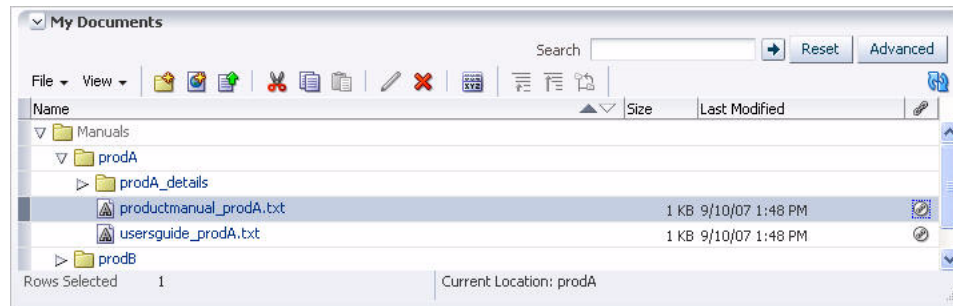 My Documents
Search Reset Advanced
File View
Name Size Last Modified
Manuals
prodA
prodA_details
productmanual_prodA.txt 1 KB 9/10/07 1:48 PM
usersguide_prodA.txt 1 KB 9/10/07 1:48 PM
prodB
Rows Selected 1 Current Location: prodA